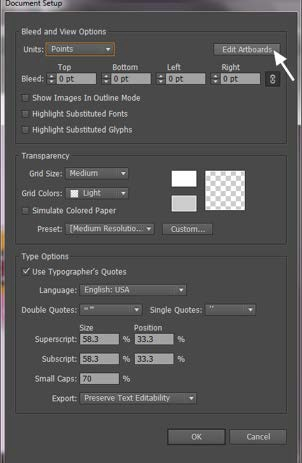 Document Setup
Bleed and View Options
Units: Points
Edit Artboards
Top Bottom Left Right
Bleed: 0 pt 0 pt 0 pt 0 pt
Show Images In Outline Mode
Highlight Substituted Fonts
Highlight Substituted Glyphs
Transparency
Grid Size: Medium
Grid Colors: Light
Simulate Colored Paper
Preset: [Medium Resolutio... Custom...
Type Options
Use Typographer's Quotes
Language: English: USA
Double Quotes: “” Single Quotes: ‘’
Size Position
Superscript: 58.3 % 33.3 %
Subscript: 58.3 % 33.3 %
Small Caps: 70 %
Export: Preserve Text Editability
OK Cancel